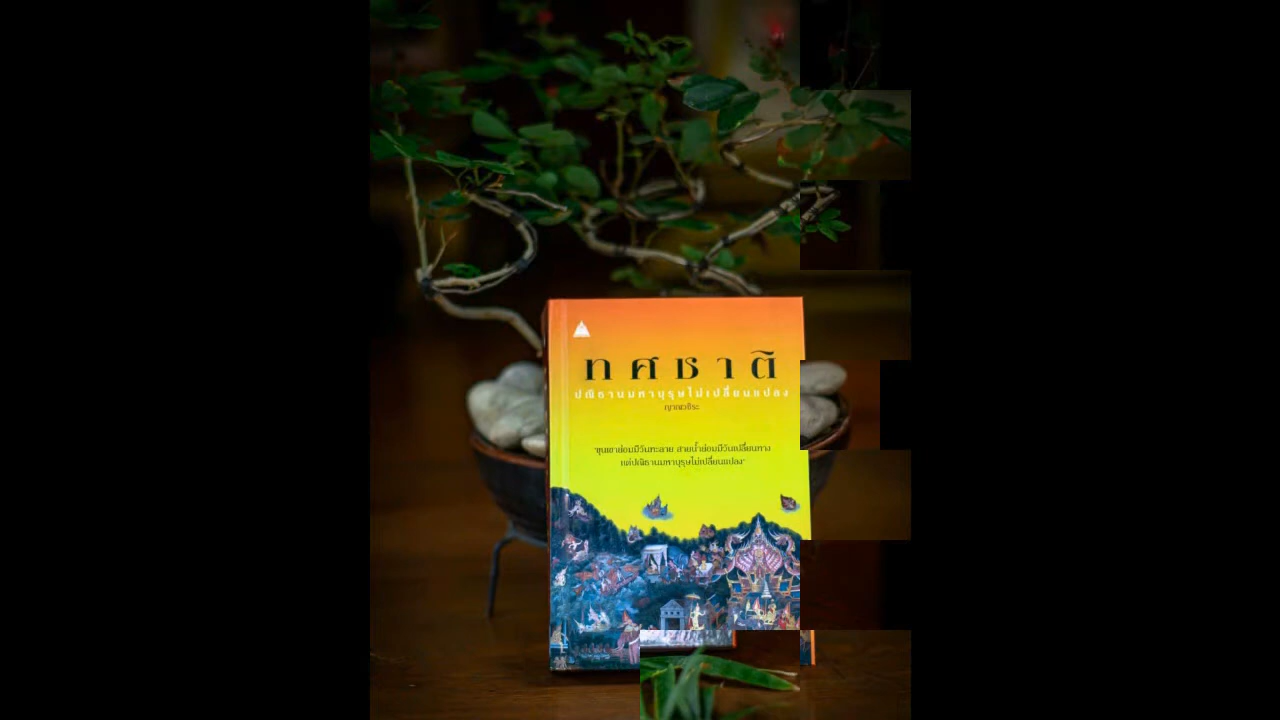 ทศชาติ
ปณิธานมหาบุรุษไม่เปลี่ยนแปลง
ญาณวชิระ
"ขุนเขาย่อมมีวันทะลาย สายน้ำย่อมมีวันเปลี่ยนทาง
แต่ปณิธานมหาบุรุษไม่เปลี่ยนแปลง"